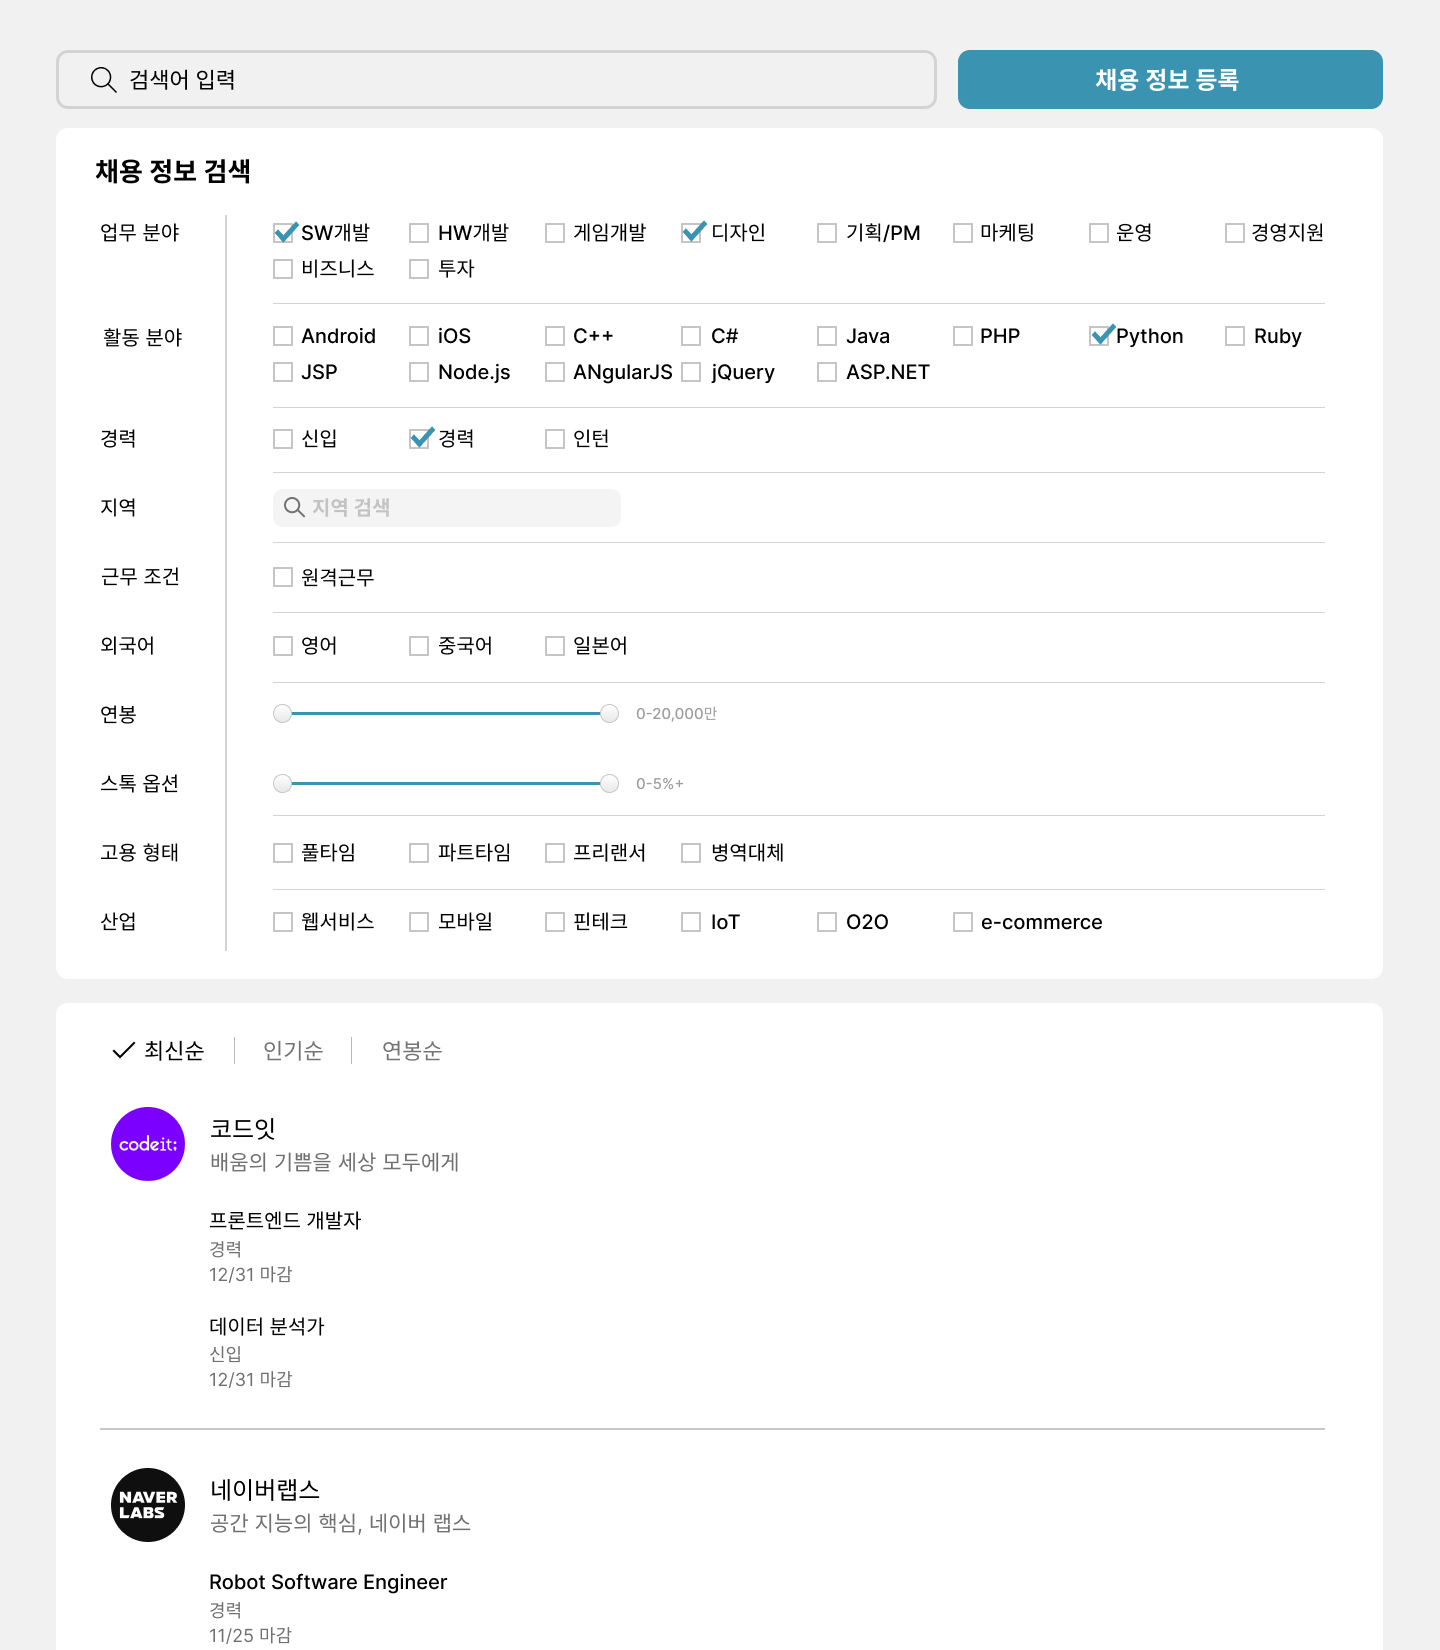 검색어 입력
채용 정보 등록
채용 정보 검색
업무 분야
SW개발 HW개발 게임개발 디자인 기획/PM 마케팅 운영 경영지원
비즈니스 투자
활동 분야
Android iOS C++ C# Java PHP Python Ruby
JSP Node.js ANgularJS jQuery ASP.NET
경력
신입 경력 인턴
지역
지역 검색
근무 조건
원격근무
외국어
영어 중국어 일본어
연봉
0-20,000만
스톡 옵션
0-5%+
고용 형태
풀타임 파트타임 프리랜서 병역대체
산업
웹서비스 모바일 핀테크 IoT O2O e-commerce
최신순 인기순 연봉순
codeit;
코드잇
배움의 기쁨을 세상 모두에게
프론트엔드 개발자
경력
12/31 마감
데이터 분석가
신입
12/31 마감
NAVER
LABS
네이버랩스
공간 지능의 핵심, 네이버 랩스
Robot Software Engineer
경력
11/25 마감